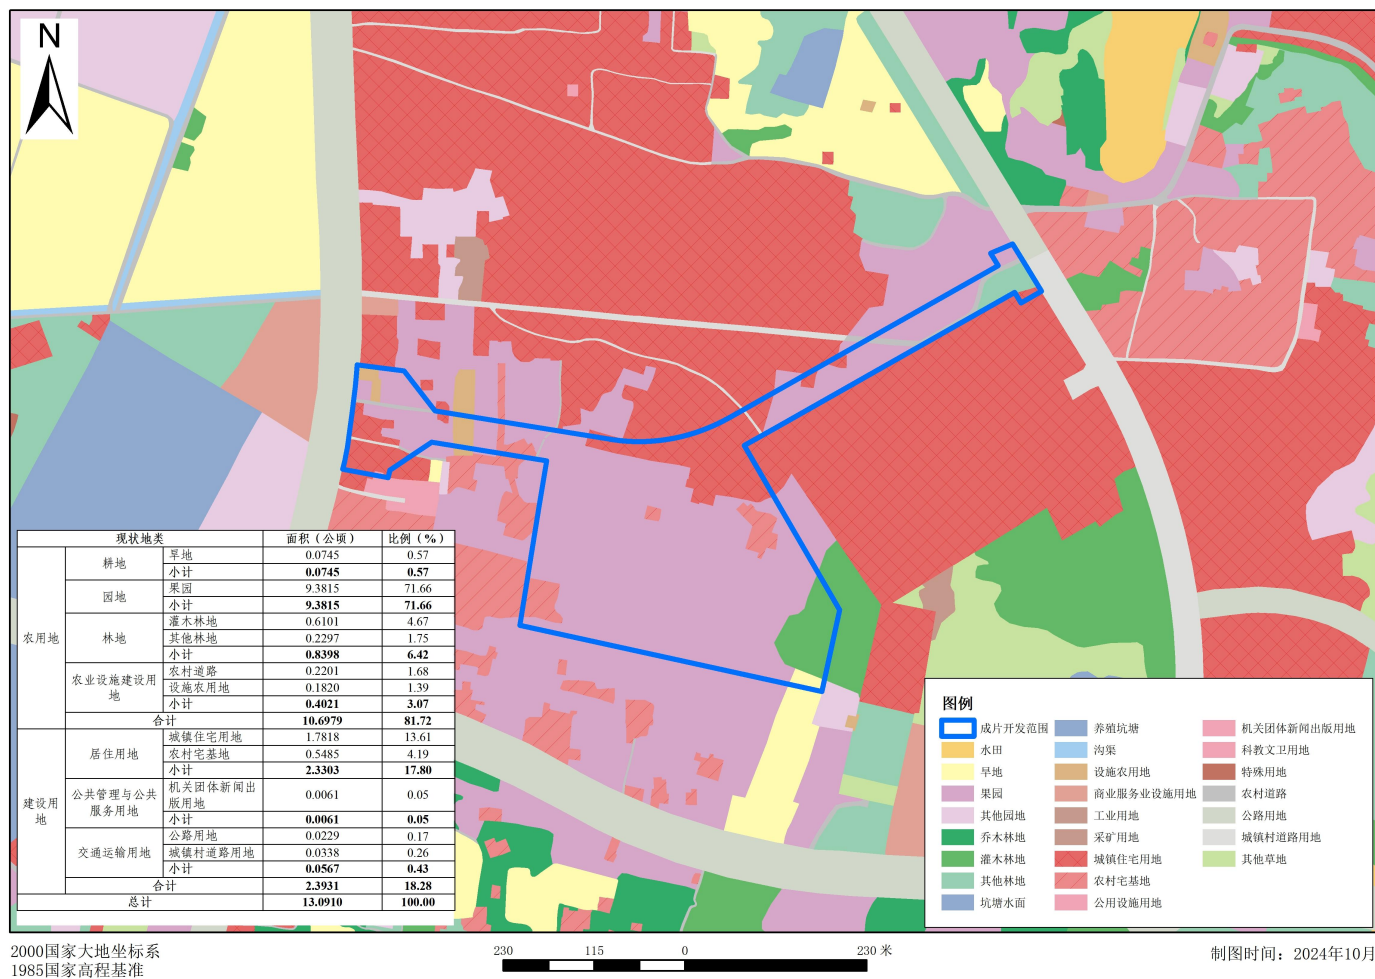 N
现状地类 面积（公顷） 比例（%）
农用地 耕地 旱地 0.0745 0.57
小计 0.0745 0.57
园地 果园 9.3815 71.66
小计 9.3815 71.66
林地 灌木林地 0.6101 4.67
其他林地 0.2297 1.75
小计 0.8398 6.42
农业设施建设用地 农村道路 0.2201 1.68
设施农用地 0.1820 1.39
小计 0.4021 3.07
合计 10.6979 81.72
建设用地 居住用地 城镇住宅用地 1.7818 13.61
农村宅基地 0.5485 4.19
小计 2.3303 17.80
公共管理与公共服务用地 机关团体新闻出版用地 0.0061 0.05
小计 0.0061 0.05
交通运输用地 公路用地 0.0229 0.17
城镇村道路用地 0.0338 0.26
小计 0.0567 0.43
合计 2.3931 18.28
总计 13.0910 100.00
图例
成片开发范围 养殖坑塘 机关团体新闻出版用地
水田 沟渠 科教文卫用地
旱地 设施农用地 特殊用地
果园 商业服务业设施用地 农村道路
其他园地 工业用地 公路用地
乔木林地 采矿用地 城镇村道路用地
灌木林地 城镇住宅用地 其他草地
其他林地 农村宅基地
坑塘水面 公用设施用地
2000国家大地坐标系
1985国家高程基准
230 115 0 230 米
制图时间：2024年10月